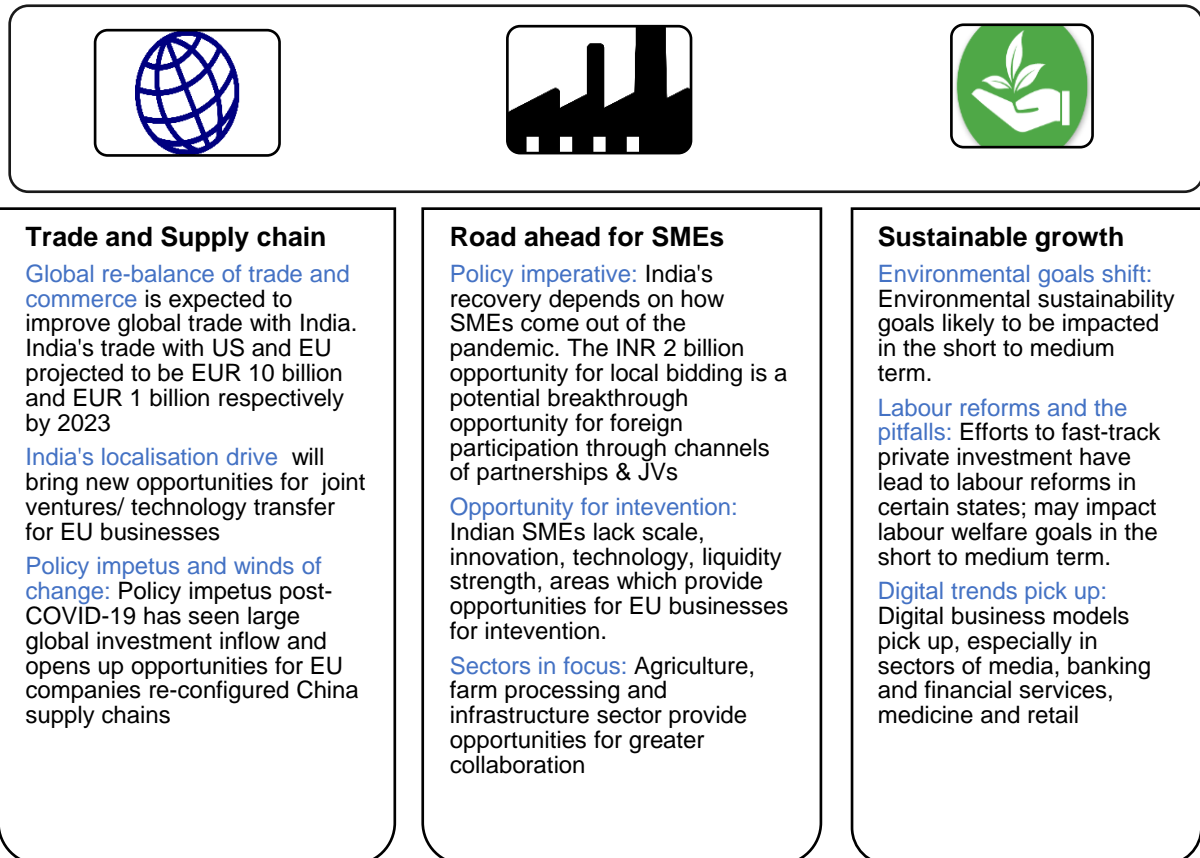 Trade and Supply chain
Global re-balance of trade and
commerce is expected to
improve global trade with India.
India's trade with US and EU
projected to be EUR 10 billion
and EUR 1 billion respectively
by 2023
India's localisation drive will
bring new opportunities for joint
ventures/ technology transfer
for EU businesses
Policy impetus and winds of
change: Policy impetus post-
COVID-19 has seen large
global investment inflow and
opens up opportunities for EU
companies re-configured China
supply chains
Road ahead for SMEs
Policy imperative: India's
recovery depends on how
SMEs come out of the
pandemic. The INR 2 billion
opportunity for local bidding is a
potential breakthrough
opportunity for foreign
participation through channels
of partnerships & JVs
Opportunity for intevention:
Indian SMEs lack scale,
innovation, technology, liquidity
strength, areas which provide
opportunities for EU businesses
for intevention.
Sectors in focus: Agriculture,
farm processing and
infrastructure sector provide
opportunities for greater
collaboration
Sustainable growth
Environmental goals shift:
Environmental sustainability
goals likely to be impacted
in the short to medium
term.
Labour reforms and the
pitfalls: Efforts to fast-track
private investment have
lead to labour reforms in
certain states; may impact
labour welfare goals in the
short to medium term.
Digital trends pick up:
Digital business models
pick up, especially in
sectors of media, banking
and financial services,
medicine and retail